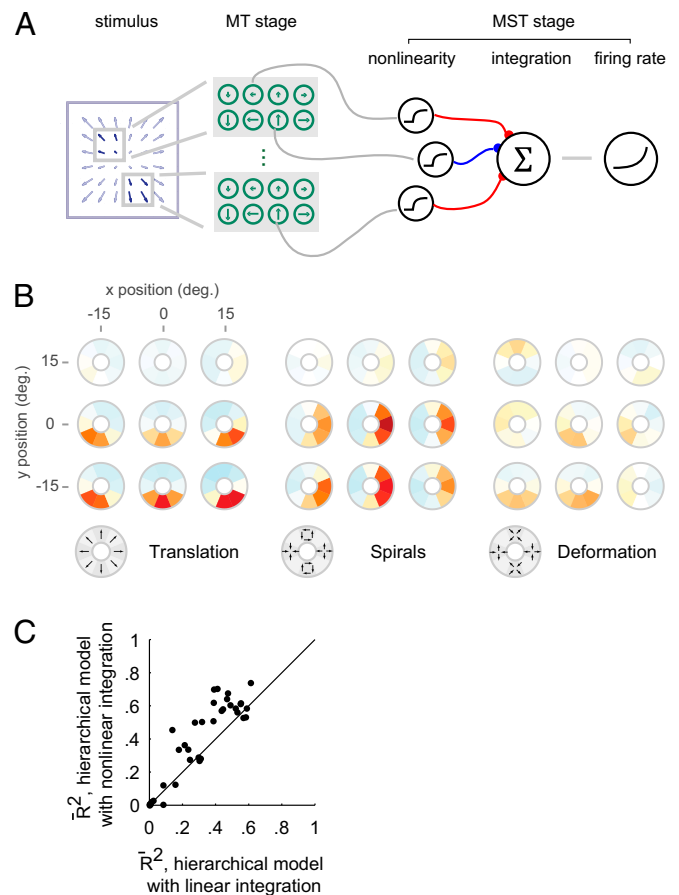 A
stimulus
MT stage
MST stage
nonlinearity
integration
firing rate
Σ
B
x position (deg.)
-15
0
15
y position (deg.)
15
0
-15
Translation
Spirals
Deformation
C
R̄², hierarchical model
with nonlinear integration
1
.8
.6
.4
.2
0
0
.2
.4
.6
.8
1
R̄², hierarchical model
with linear integration